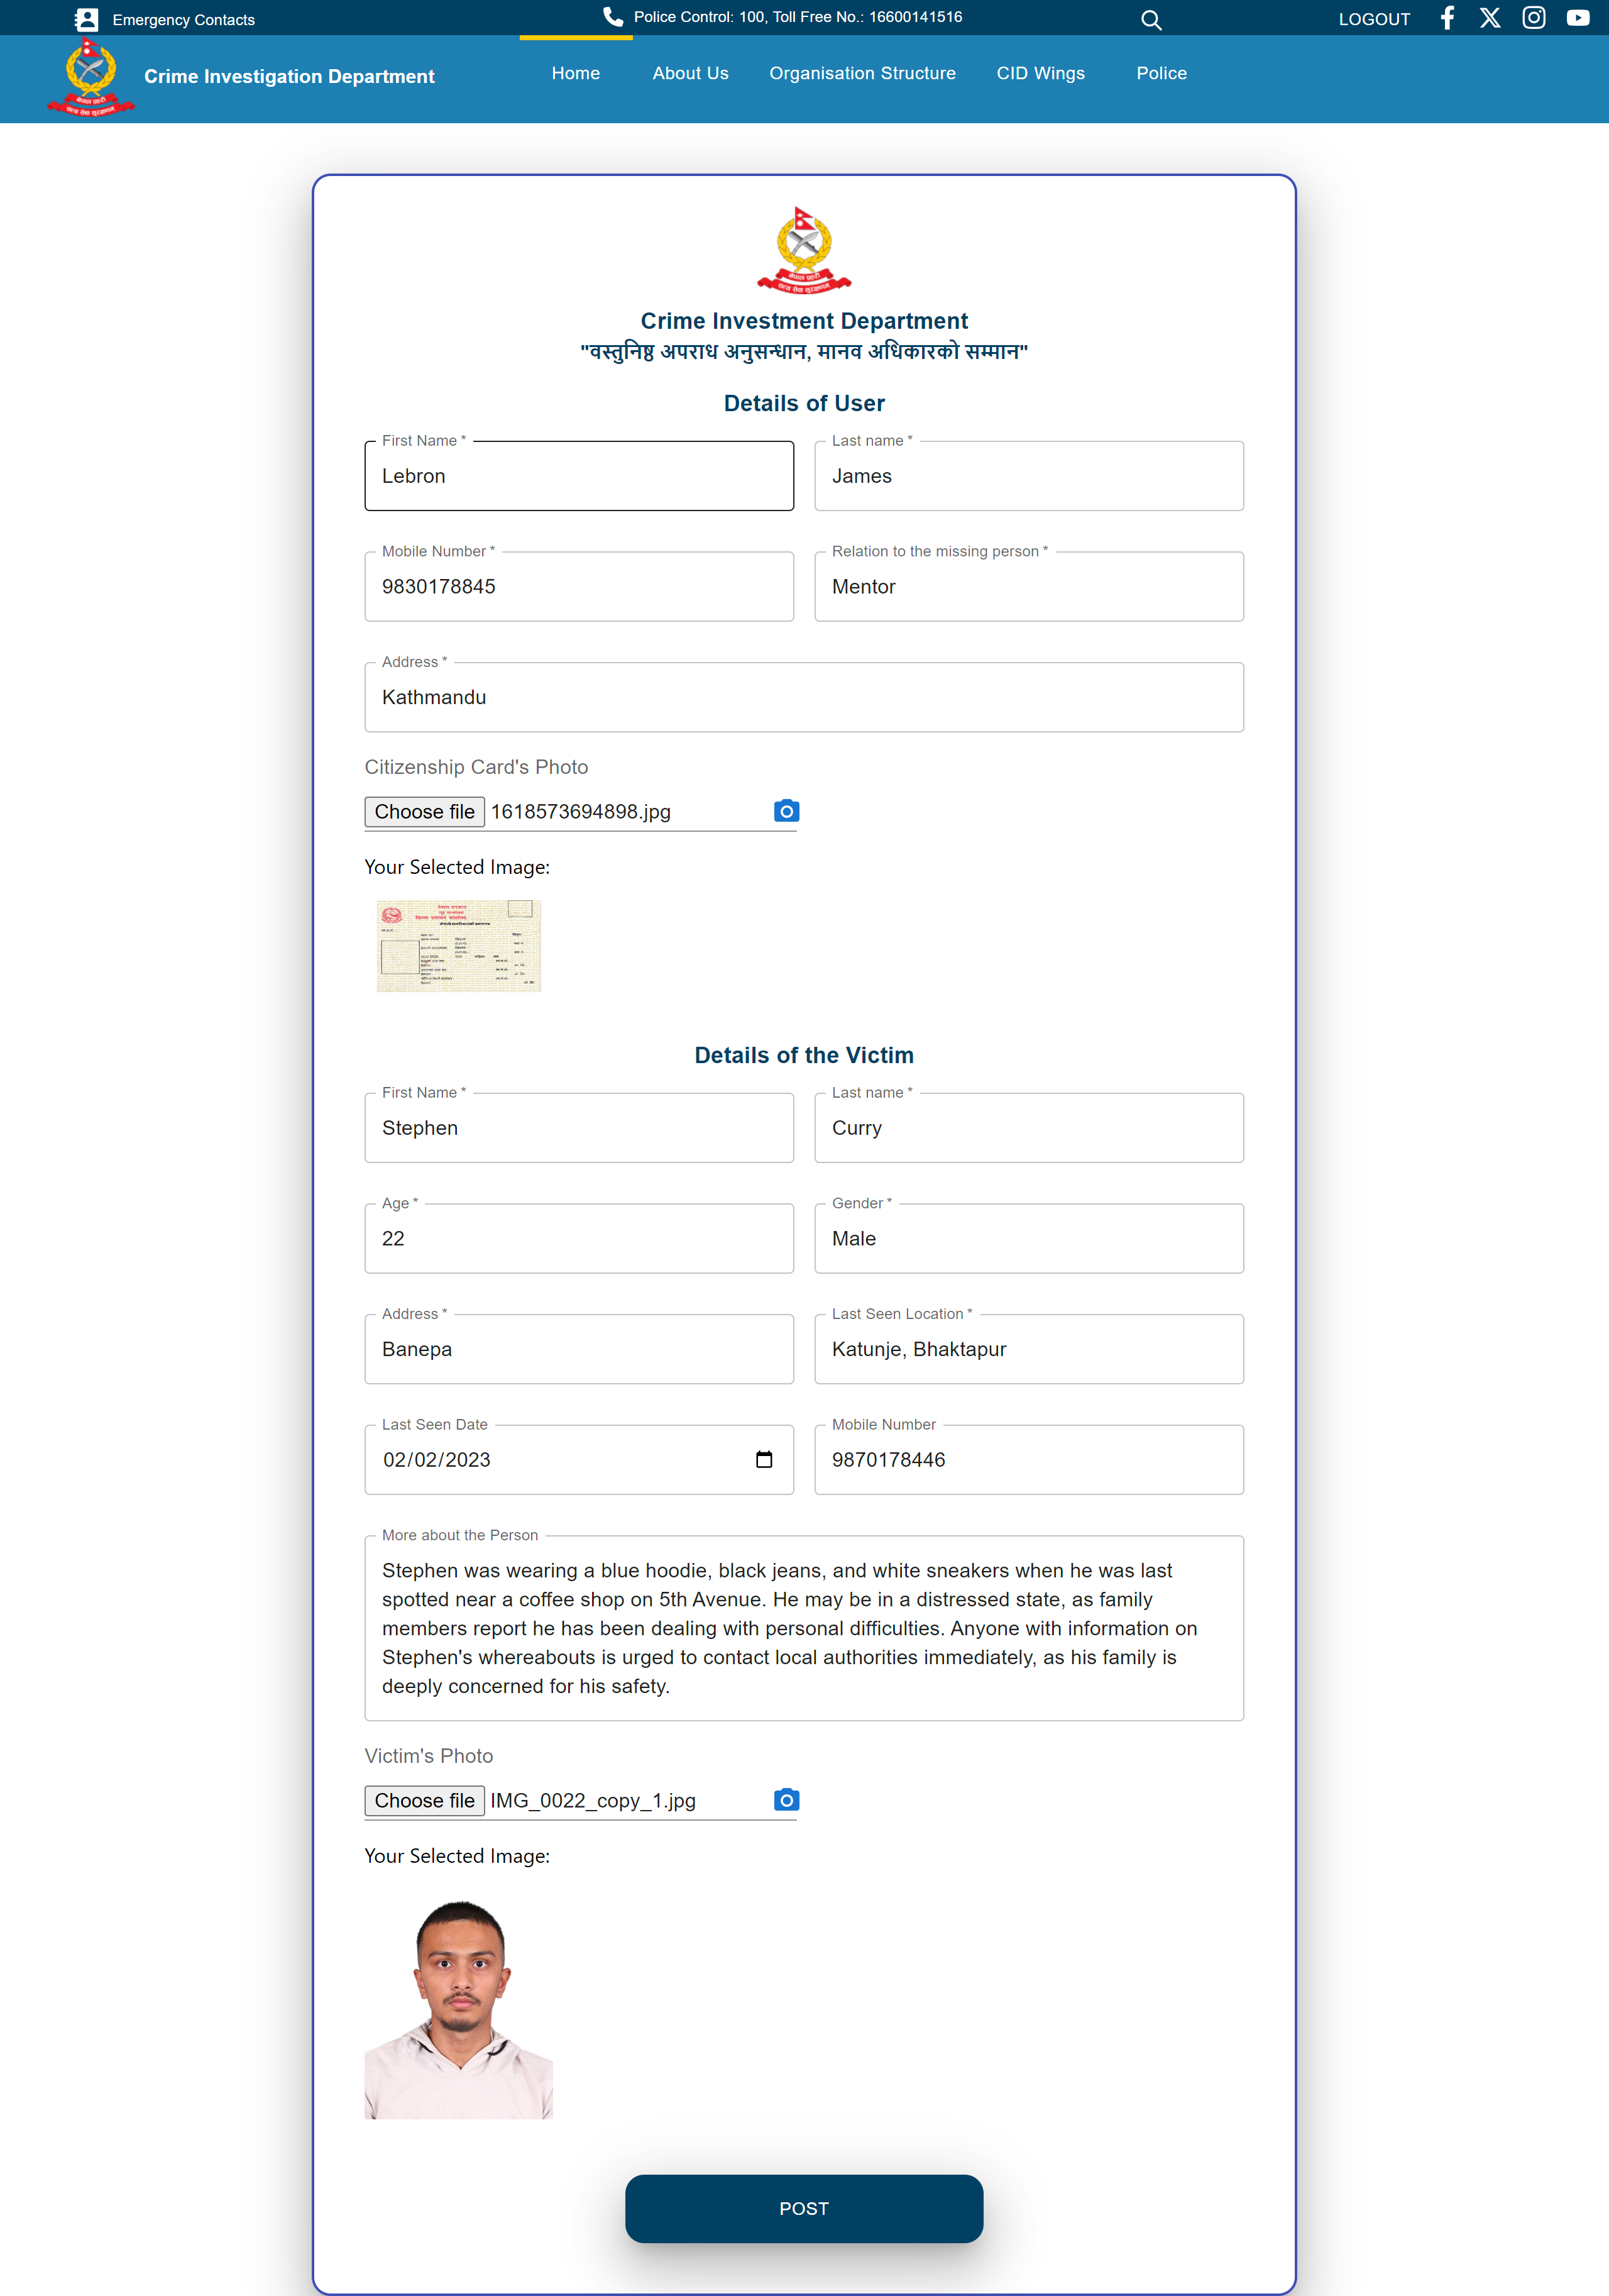 Emergency Contacts
Police Control: 100, Toll Free No.: 16600141516
LOGOUT
Crime Investigation Department
Home
About Us
Organisation Structure
CID Wings
Police
नेपाल प्रहरी
सत्य सेवा सुरक्षणम्
Crime Investment Department
"वस्तुनिष्ठ अपराध अनुसन्धान, मानव अधिकारको सम्मान"
Details of User
First Name *
Lebron
Last name *
James
Mobile Number *
9830178845
Relation to the missing person *
Mentor
Address *
Kathmandu
Citizenship Card's Photo
Choose file 1618573694898.jpg
Your Selected Image:
Details of the Victim
First Name *
Stephen
Last name *
Curry
Age *
22
Gender *
Male
Address *
Banepa
Last Seen Location *
Katunje, Bhaktapur
Last Seen Date
02/02/2023
Mobile Number
9870178446
More about the Person
Stephen was wearing a blue hoodie, black jeans, and white sneakers when he was last
spotted near a coffee shop on 5th Avenue. He may be in a distressed state, as family
members report he has been dealing with personal difficulties. Anyone with information on
Stephen's whereabouts is urged to contact local authorities immediately, as his family is
deeply concerned for his safety.
Victim's Photo
Choose file IMG_0022_copy_1.jpg
Your Selected Image:
POST